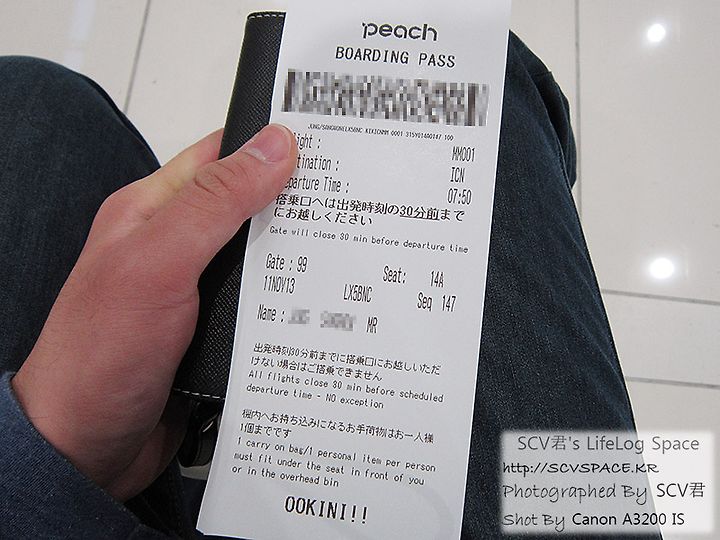 peach
BOARDING PASS
KIXICNMM 0001 315Y014A0147 100
MM001
ICN
Departure Time : 07:50
搭乗口へは出発時刻の30分前まで
にお越しください
Gate will close 30 min before departure time
Gate : 99 Seat: 14A
11NOV13 LX5BNC Seq 147
Name : MR
出発時刻30分前までに搭乗口にお越しいただ
けない場合はご搭乗できません
All flights close 30 min before scheduled
departure time - NO exception
機内へお持ち込みになるお手荷物はお一人様
1個までです
1 carry on bag/1 personal item per person
must fit under the seat in front of you
or in the overhead bin
OOKINI!!
SCV君's LifeLog Space
http://SCVSPACE.KR
Photographed By SCV君
Shot By Canon A3200 IS